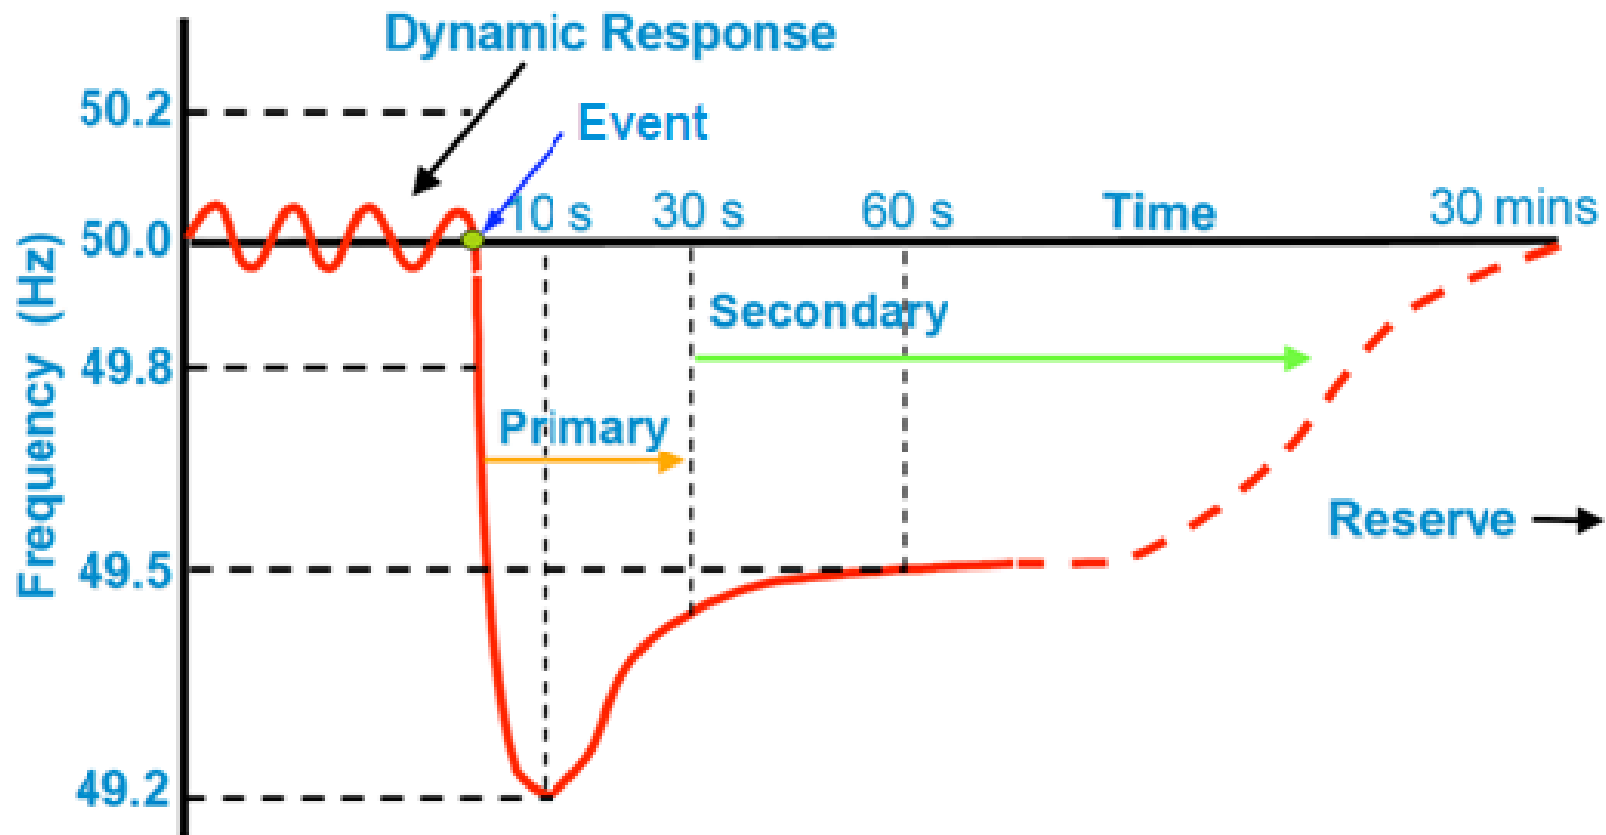 Dynamic Response
50.2
Event
10 s
30 s
60 s
Time
30 mins
50.0
Frequency (Hz)
Secondary
49.8
Primary
Reserve
49.5
49.2